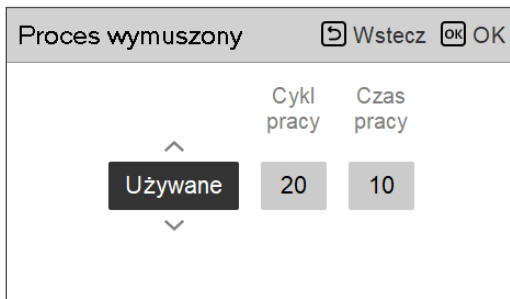 Proces wymuszony
Wstecz
OK OK
Cykl pracy
Czas pracy
Używane
20
10